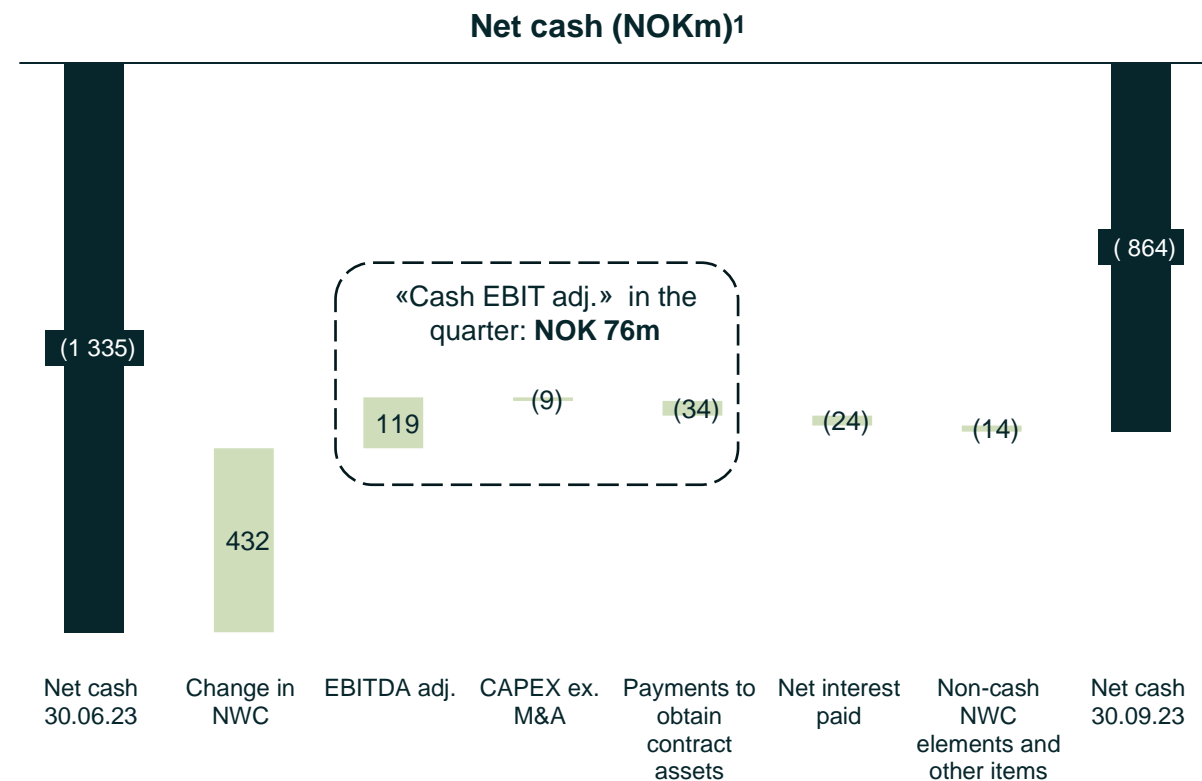 Net cash (NOKm)1
«Cash EBIT adj.» in the
quarter: NOK 76m
(1 335)
432
119
(9)
(34)
(24)
(14)
( 864)
Net cash
30.06.23
Change in
NWC
EBITDA adj.
CAPEX ex.
M&A
Payments to
obtain
contract
assets
Net interest
paid
Non-cash
NWC
elements and
other items
Net cash
30.09.23